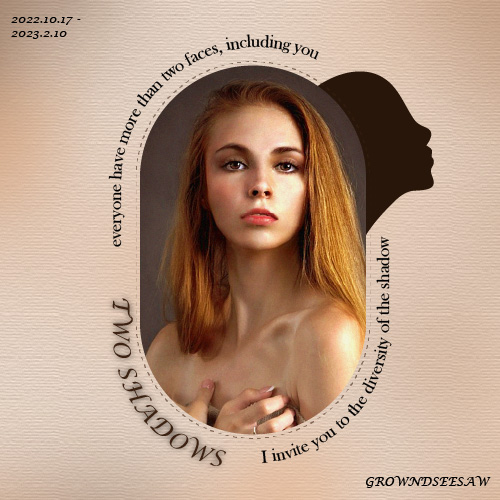 2022.10.17 -
2023.2.10
everyone have more than two faces, including you
TWO SHADOWS
I invite you to the diversity of the shadow
GROWNDSEESAW